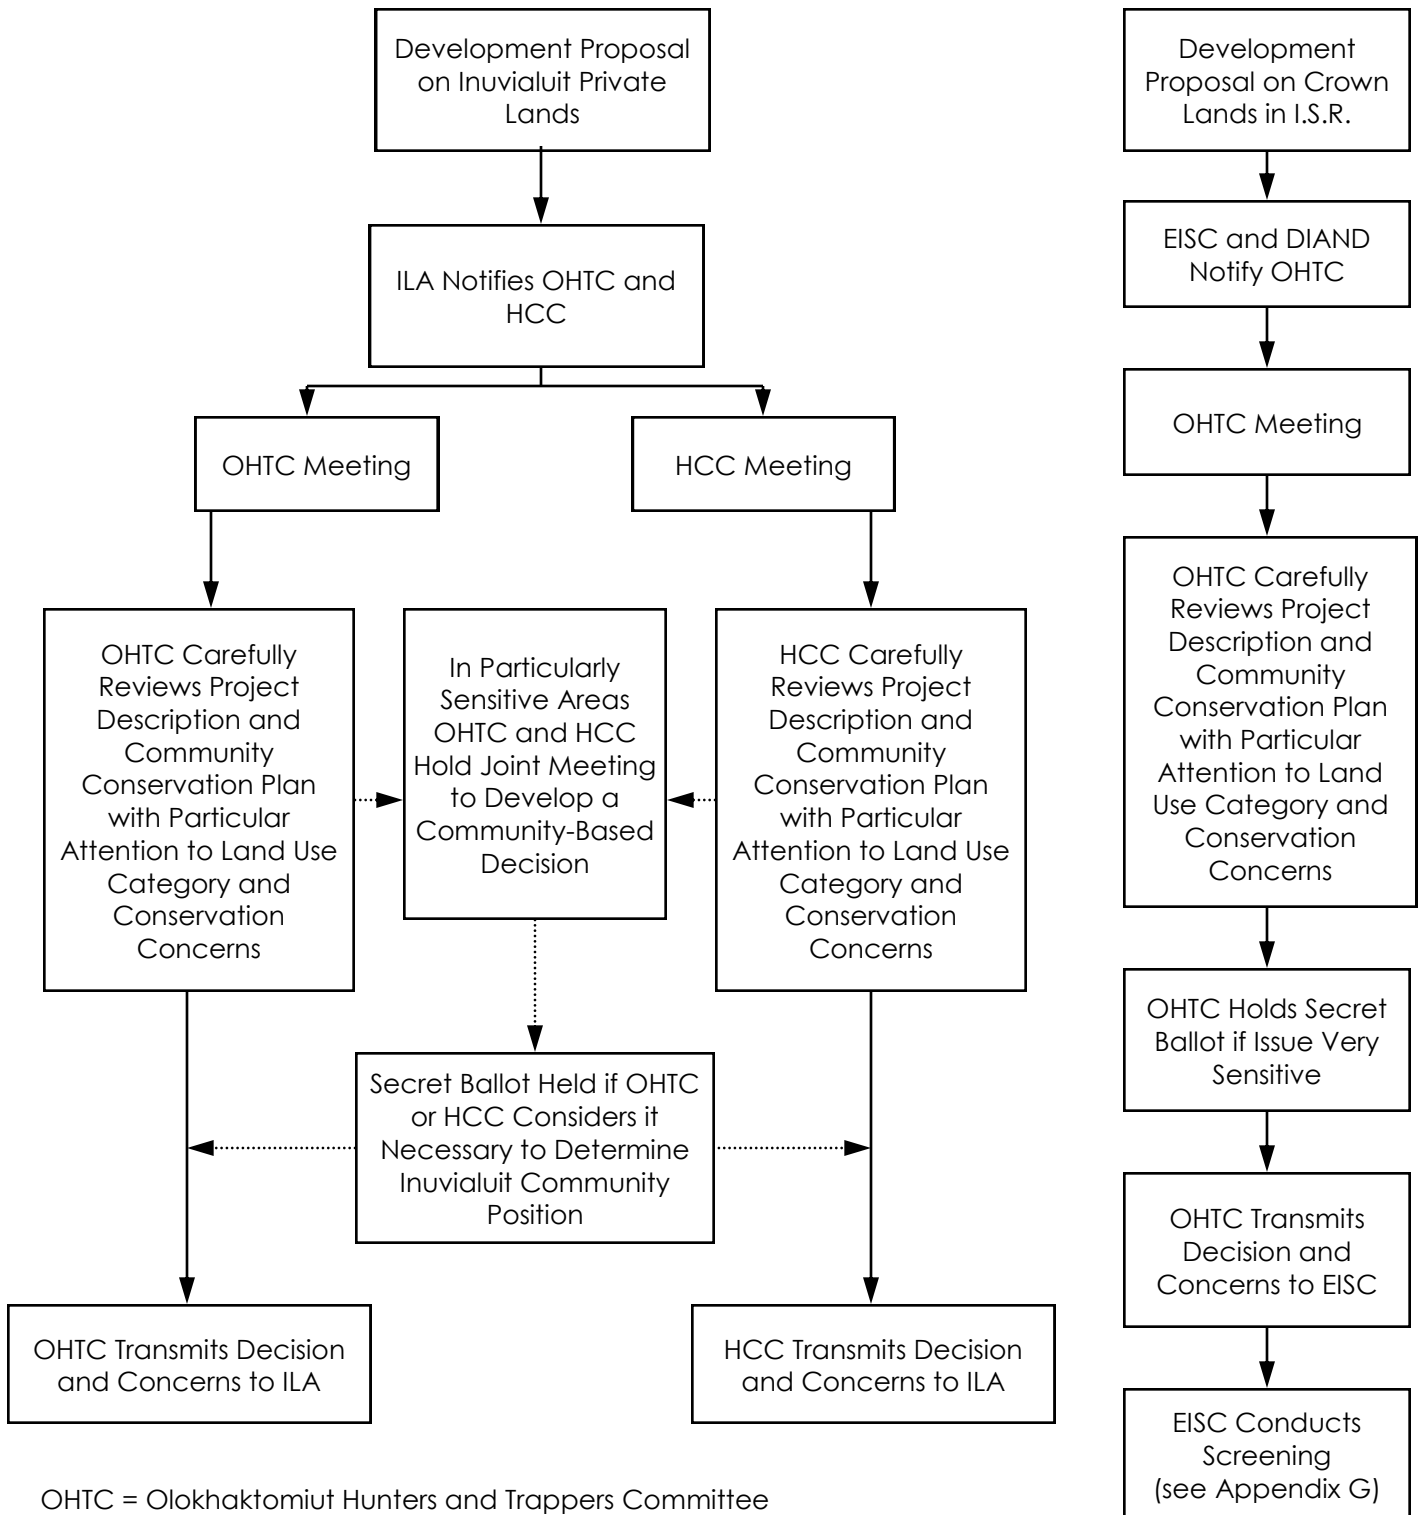 Development Proposal
on Inuvialuit Private
Lands
ILA Notifies OHTC and
HCC
OHTC Meeting
HCC Meeting
OHTC Carefully
Reviews Project
Description and
Community
Conservation Plan
with Particular
Attention to Land Use
Category and
Conservation
Concerns
In Particularly
Sensitive Areas
OHTC and HCC
Hold Joint Meeting
to Develop a
Community-Based
Decision
HCC Carefully
Reviews Project
Description and
Community
Conservation Plan
with Particular
Attention to Land Use
Category and
Conservation
Concerns
Secret Ballot Held if OHTC
or HCC Considers it
Necessary to Determine
Inuvialuit Community
Position
OHTC Transmits Decision
and Concerns to ILA
HCC Transmits Decision
and Concerns to ILA
Development
Proposal on Crown
Lands in I.S.R.
EISC and DIAND
Notify OHTC
OHTC Meeting
OHTC Carefully
Reviews Project
Description and
Community
Conservation Plan
with Particular
Attention to Land
Use Category and
Conservation
Concerns
OHTC Holds Secret
Ballot if Issue Very
Sensitive
OHTC Transmits
Decision and
Concerns to EISC
EISC Conducts
Screening
(see Appendix G)
OHTC = Olokhaktomiut Hunters and Trappers Committee